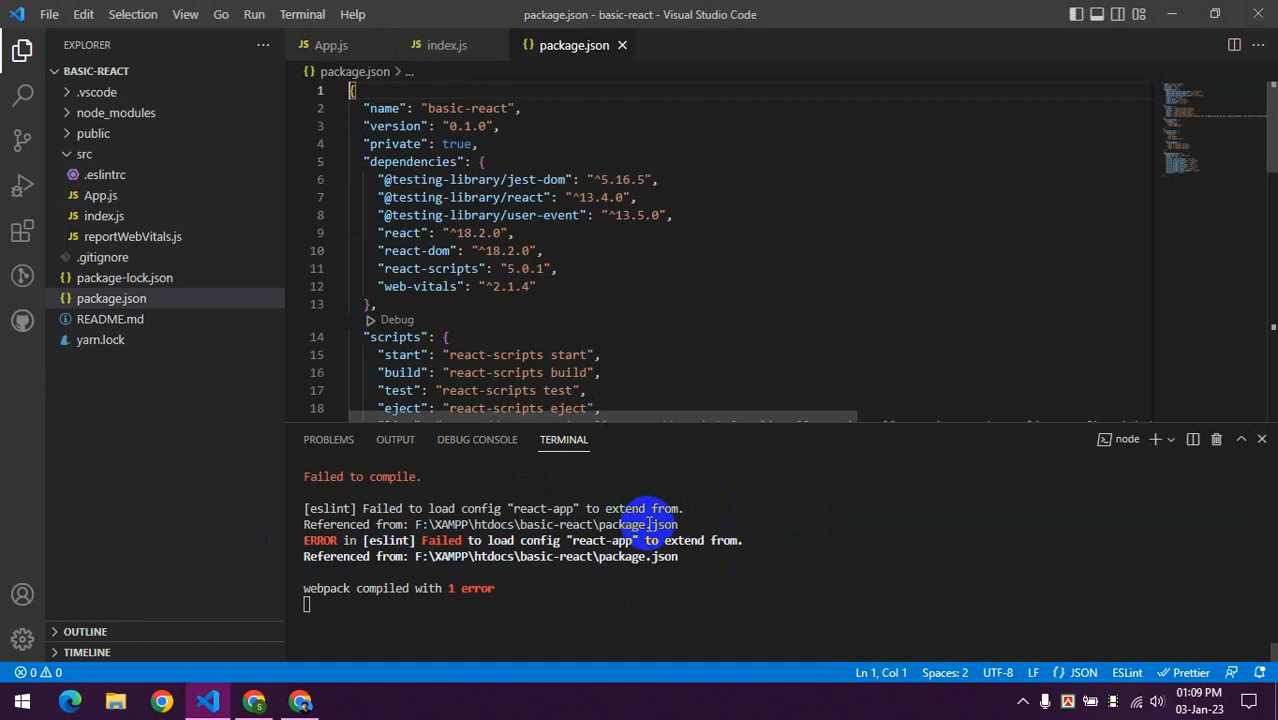 File Edit Selection View Go Run Terminal Help package.json - basic-react - Visual Studio Code
EXPLORER
BASIC-REACT
.vscode
node_modules
public
src
.eslintrc
App.js
index.js
reportWebVitals.js
.gitignore
package-lock.json
package.json
README.md
yarn.lock
OUTLINE
TIMELINE
JS App.js JS index.js {} package.json
{} package.json > ...
1 {
2 "name": "basic-react",
3 "version": "0.1.0",
4 "private": true,
5 "dependencies": {
6 "@testing-library/jest-dom": "^5.16.5",
7 "@testing-library/react": "^13.4.0",
8 "@testing-library/user-event": "^13.5.0",
9 "react": "^18.2.0",
10 "react-dom": "^18.2.0",
11 "react-scripts": "5.0.1",
12 "web-vitals": "^2.1.4"
13 },
Debug
14 "scripts": {
15 "start": "react-scripts start",
16 "build": "react-scripts build",
17 "test": "react-scripts test",
18 "eject": "react-scripts eject",
PROBLEMS OUTPUT DEBUG CONSOLE TERMINAL node
Failed to compile.
[eslint] Failed to load config "react-app" to extend from.
Referenced from: F:\XAMPP\htdocs\basic-react\package.json
ERROR in [eslint] Failed to load config "react-app" to extend from.
Referenced from: F:\XAMPP\htdocs\basic-react\package.json
webpack compiled with 1 error
0 0 Ln 1, Col 1 Spaces: 2 UTF-8 LF {} JSON ESLint Prettier
01:09 PM
03-Jan-23